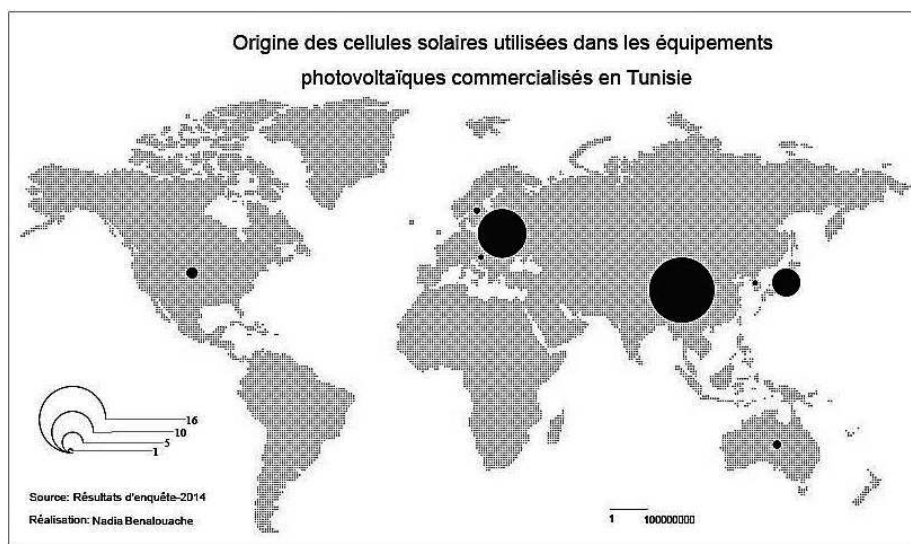 Origine des cellules solaires utilisées dans les équipements
photovoltaïques commercialisés en Tunisie
16
10
5
1
Source: Résultats d'enquête-2014
Réalisation: Nadia Benalouache
1 100000000